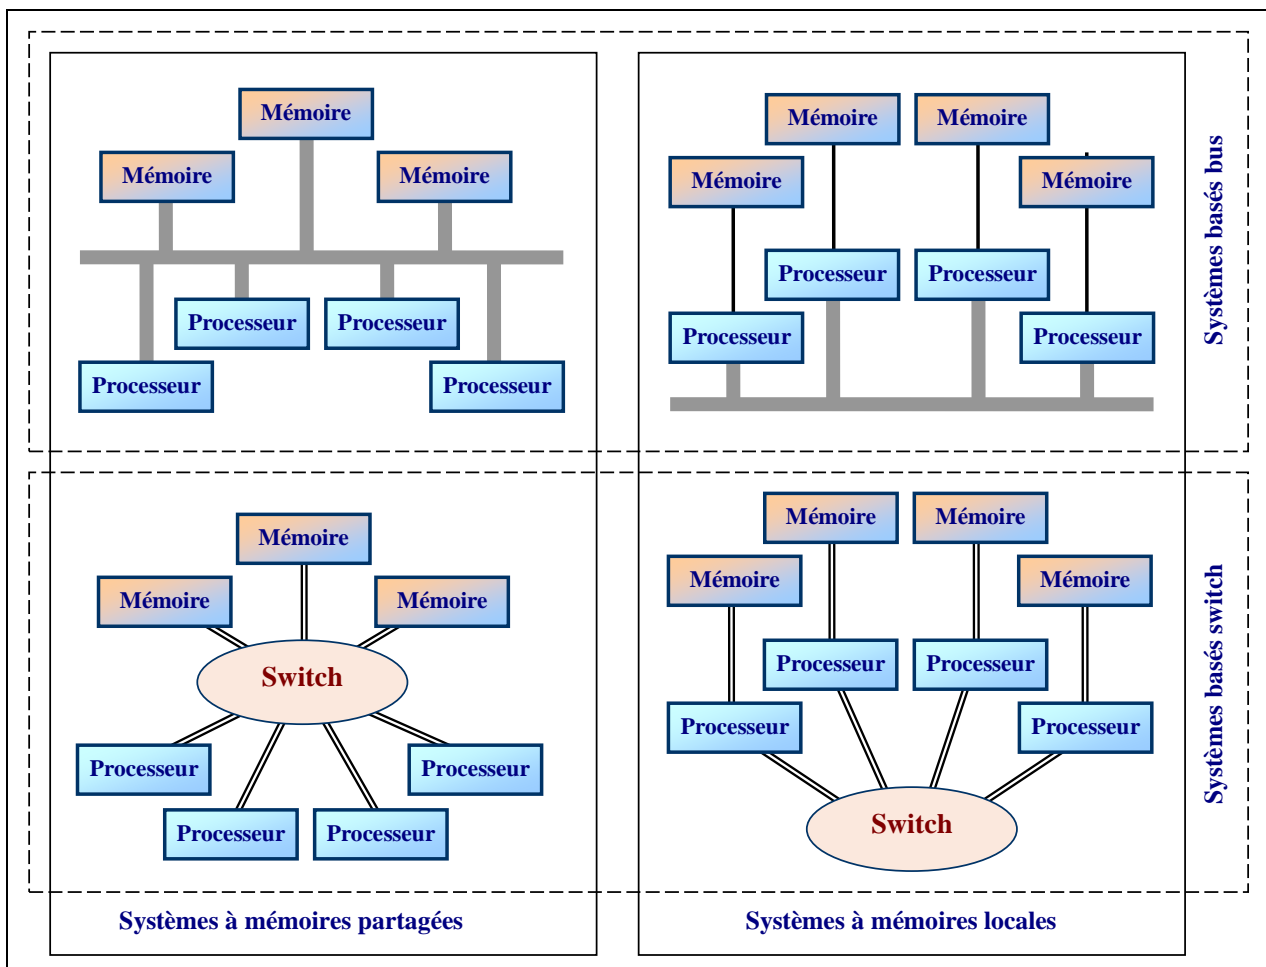 Mémoire
Mémoire
Mémoire
Processeur
Processeur
Processeur
Processeur
Mémoire
Mémoire
Mémoire
Mémoire
Processeur
Processeur
Processeur
Processeur
Systèmes basés bus
Mémoire
Mémoire
Mémoire
Switch
Processeur
Processeur
Processeur
Processeur
Mémoire
Mémoire
Mémoire
Mémoire
Processeur
Processeur
Processeur
Processeur
Switch
Systèmes basés switch
Systèmes à mémoires partagées
Systèmes à mémoires locales